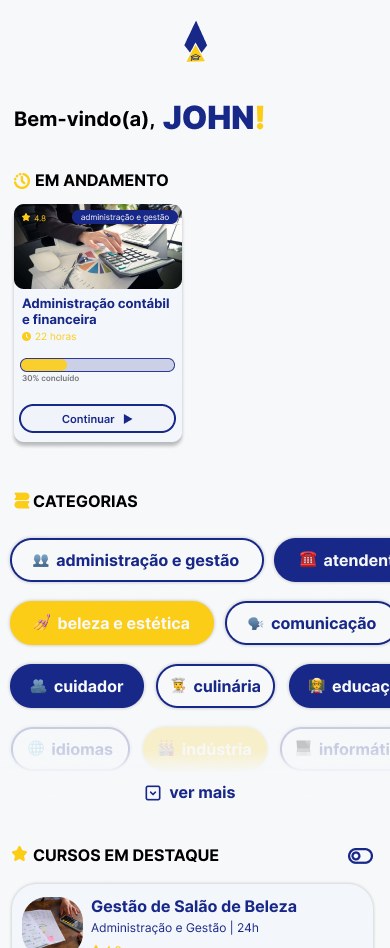 Bem-vindo(a), JOHN!
EM ANDAMENTO
4.8 administração e gestão
Administração contábil
e financeira
22 horas
30% concluído
Continuar
CATEGORIAS
administração e gestão atendent
beleza e estética comunicação
cuidador culinária educaç
idiomas indústria informáti
ver mais
CURSOS EM DESTAQUE
Gestão de Salão de Beleza
Administração e Gestão | 24h